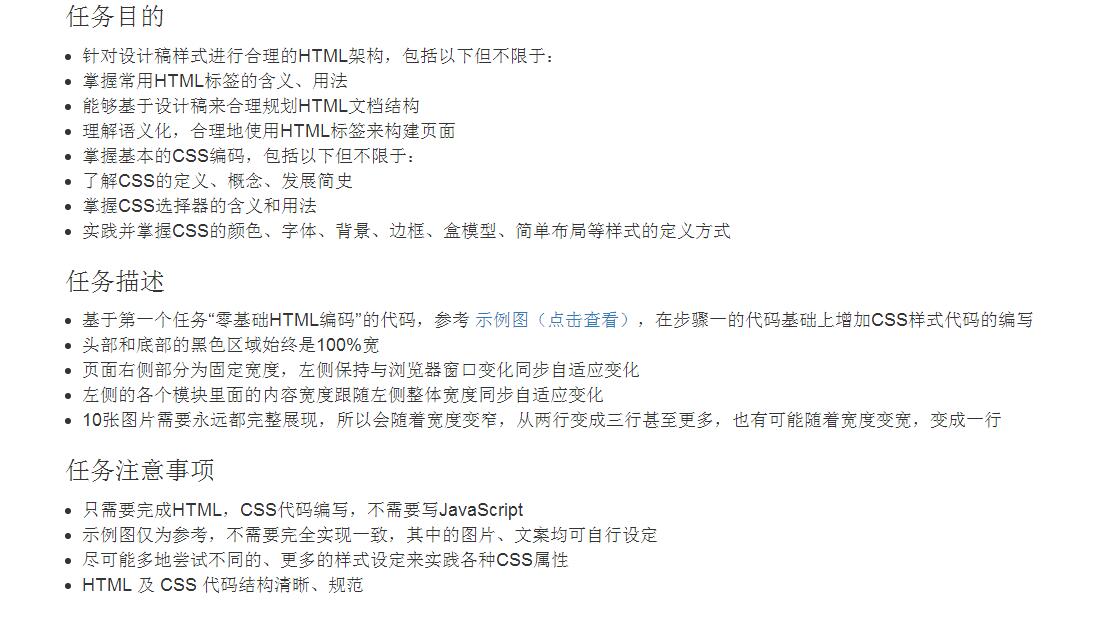 任务目的
针对设计稿样式进行合理的HTML架构，包括以下但不限于：
掌握常用HTML标签的含义、用法
能够基于设计稿来合理规划HTML文档结构
理解语义化，合理地使用HTML标签来构建页面
掌握基本的CSS编码，包括以下但不限于：
了解CSS的定义、概念、发展简史
掌握CSS选择器的含义和用法
实践并掌握CSS的颜色、字体、背景、边框、盒模型、简单布局等样式的定义方式
任务描述
基于第一个任务“零基础HTML编码”的代码，参考 示例图（点击查看），在步骤一的代码基础上增加CSS样式代码的编写
头部和底部的黑色区域始终是100%宽
页面右侧部分为固定宽度，左侧保持与浏览器窗口变化同步自适应变化
左侧的各个模块里面的内容宽度跟随左侧整体宽度同步自适应变化
10张图片需要永远都完整展现，所以会随着宽度变窄，从两行变成三行甚至更多，也有可能随着宽度变宽，变成一行
任务注意事项
只需要完成HTML，CSS代码编写，不需要写JavaScript
示例图仅为参考，不需要完全实现一致，其中的图片、文案均可自行设定
尽可能多地尝试不同的、更多的样式设定来实践各种CSS属性
HTML 及 CSS 代码结构清晰、规范